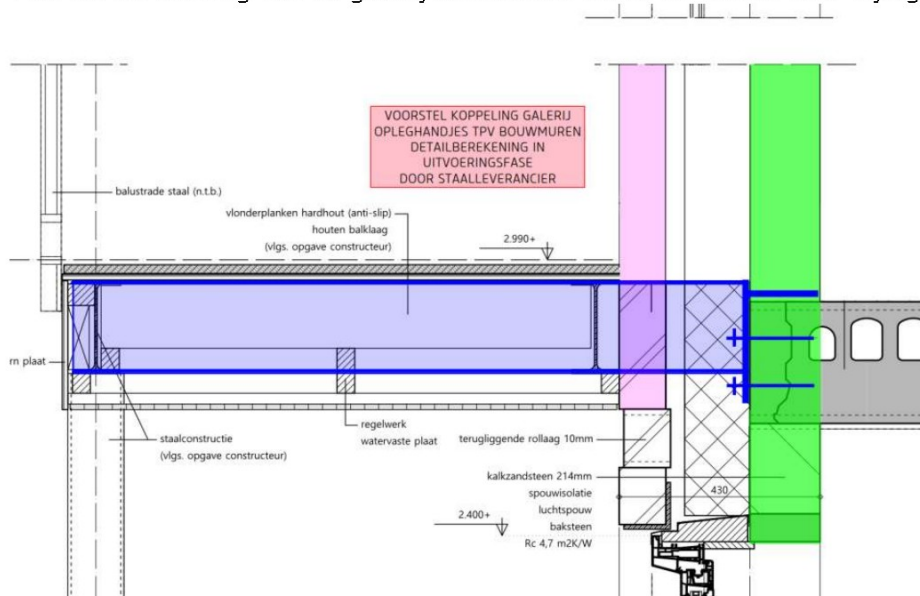 VOORSTEL KOPPELING GALERIJ
OPLEGHANDJES TPV BOUWMUREN
DETAILBEREKENING IN
UITVOERINGSFASE
DOOR STAALLEVERANCIER
balustrade staal (n.t.b.)
vlonderplanken hardhout (anti-slip)
houten balklaag
(vlgs. opgave constructeur)
2.990+
rn plaat
staalconstructie
(vlgs. opgave constructeur)
regelwerk
watervaste plaat
terugliggende rollaag 10mm
kalkzandsteen 214mm
spouwisolatie
luchtspouw
baksteen
Rc 4,7 m2K/W
430
2.400+